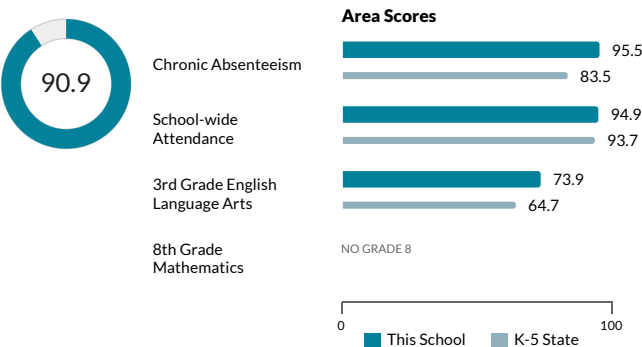 Area Scores
90.9
Chronic Absenteeism
95.5
83.5
School-wide
Attendance
94.9
93.7
3rd Grade English
Language Arts
73.9
64.7
8th Grade
Mathematics
NO GRADE 8
0
100
This School
K-5 State